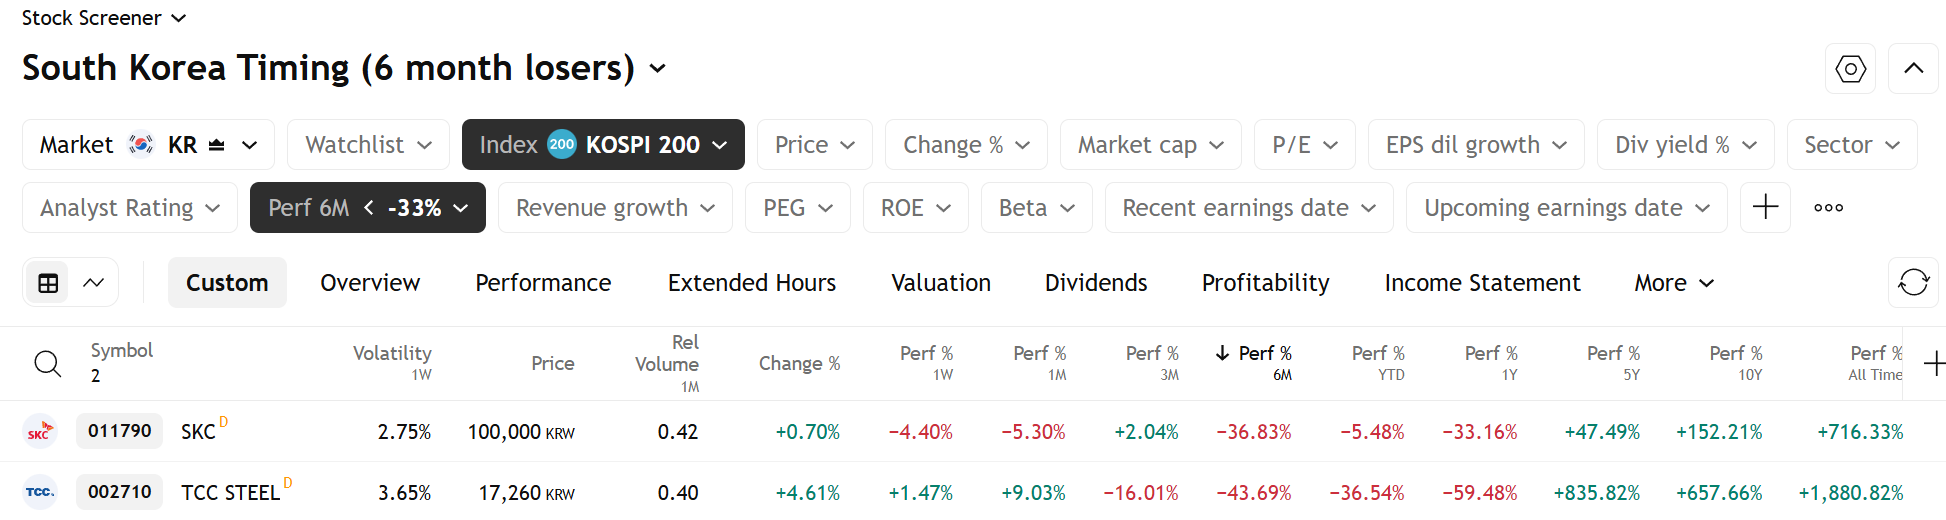 Stock Screener
South Korea Timing (6 month losers)
Market KR Watchlist Index 200 KOSPI 200 Price Change % Market cap P/E EPS dil growth Div yield % Sector
Analyst Rating Perf 6M < -33% Revenue growth PEG ROE Beta Recent earnings date Upcoming earnings date
Custom Overview Performance Extended Hours Valuation Dividends Profitability Income Statement More
Symbol
2
Volatility
1W
Price
Rel
Volume
1M
Change %
Perf %
1W
Perf %
1M
Perf %
3M
Perf %
6M
Perf %
YTD
Perf %
1Y
Perf %
5Y
Perf %
10Y
Perf %
All Time
SKC 011790 SKC D 2.75% 100,000 KRW 0.42 +0.70% −4.40% −5.30% +2.04% −36.83% −5.48% −33.16% +47.49% +152.21% +716.33%
TCC 002710 TCC STEEL D 3.65% 17,260 KRW 0.40 +4.61% +1.47% +9.03% −16.01% −43.69% −36.54% −59.48% +835.82% +657.66% +1,880.82%